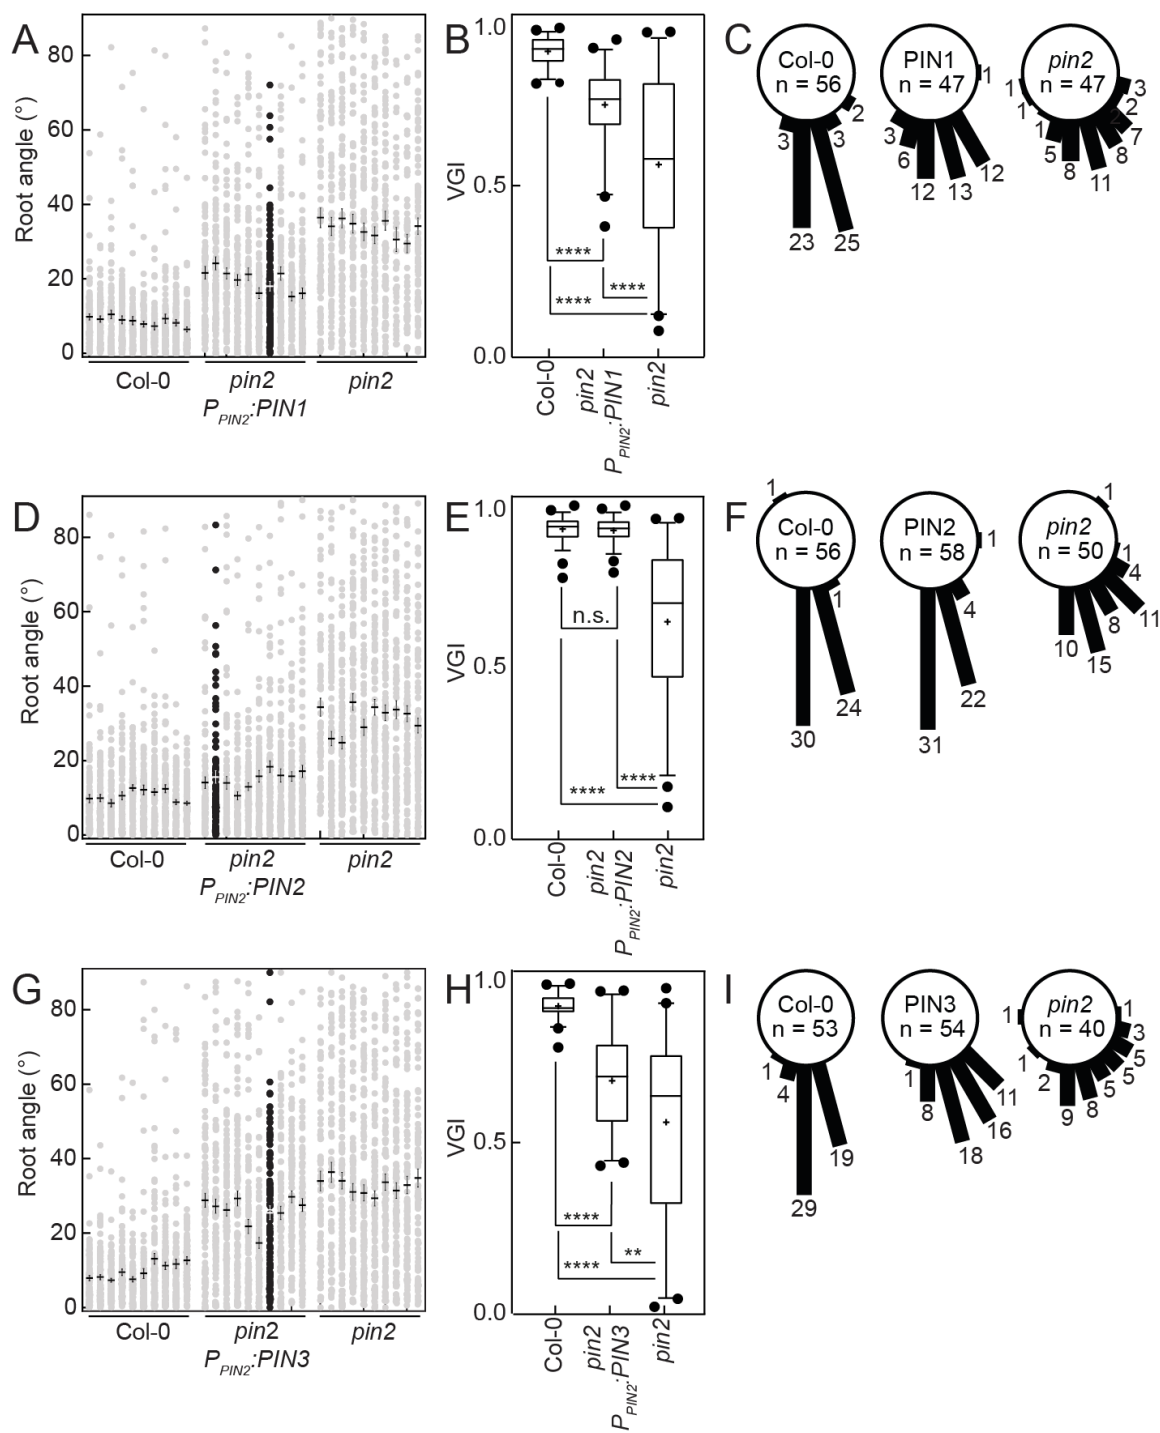 A
Root angle (°)
80
60
40
20
0
Col-0
pin2
pin2
P PIN2:PIN1
B
VGI
1.0
0.5
0.0
****
****
****
Col-0
pin2
P PIN2:PIN1
pin2
C
Col-0
n = 56
2
3
3
23
25
PIN1
n = 47
1
3
6
12
13
12
pin2
n = 47
1
1
1
5
8
11
8
7
2
2
3
D
Root angle (°)
80
60
40
20
0
Col-0
pin2
pin2
P PIN2:PIN2
E
VGI
1.0
0.5
0.0
n.s.
****
****
Col-0
pin2
P PIN2:PIN2
pin2
F
1
Col-0
n = 56
1
30
24
PIN2
n = 58
1
4
22
31
1
pin2
n = 50
1
4
11
8
15
10
G
Root angle (°)
80
60
40
20
0
Col-0
pin2
pin2
P PIN2:PIN3
H
VGI
1.0
0.5
0.0
****
**
****
Col-0
pin2
P PIN2:PIN3
pin2
I
Col-0
n = 53
1
4
29
19
PIN3
n = 54
1
8
18
16
11
pin2
n = 40
1
1
2
9
8
5
5
5
3
1